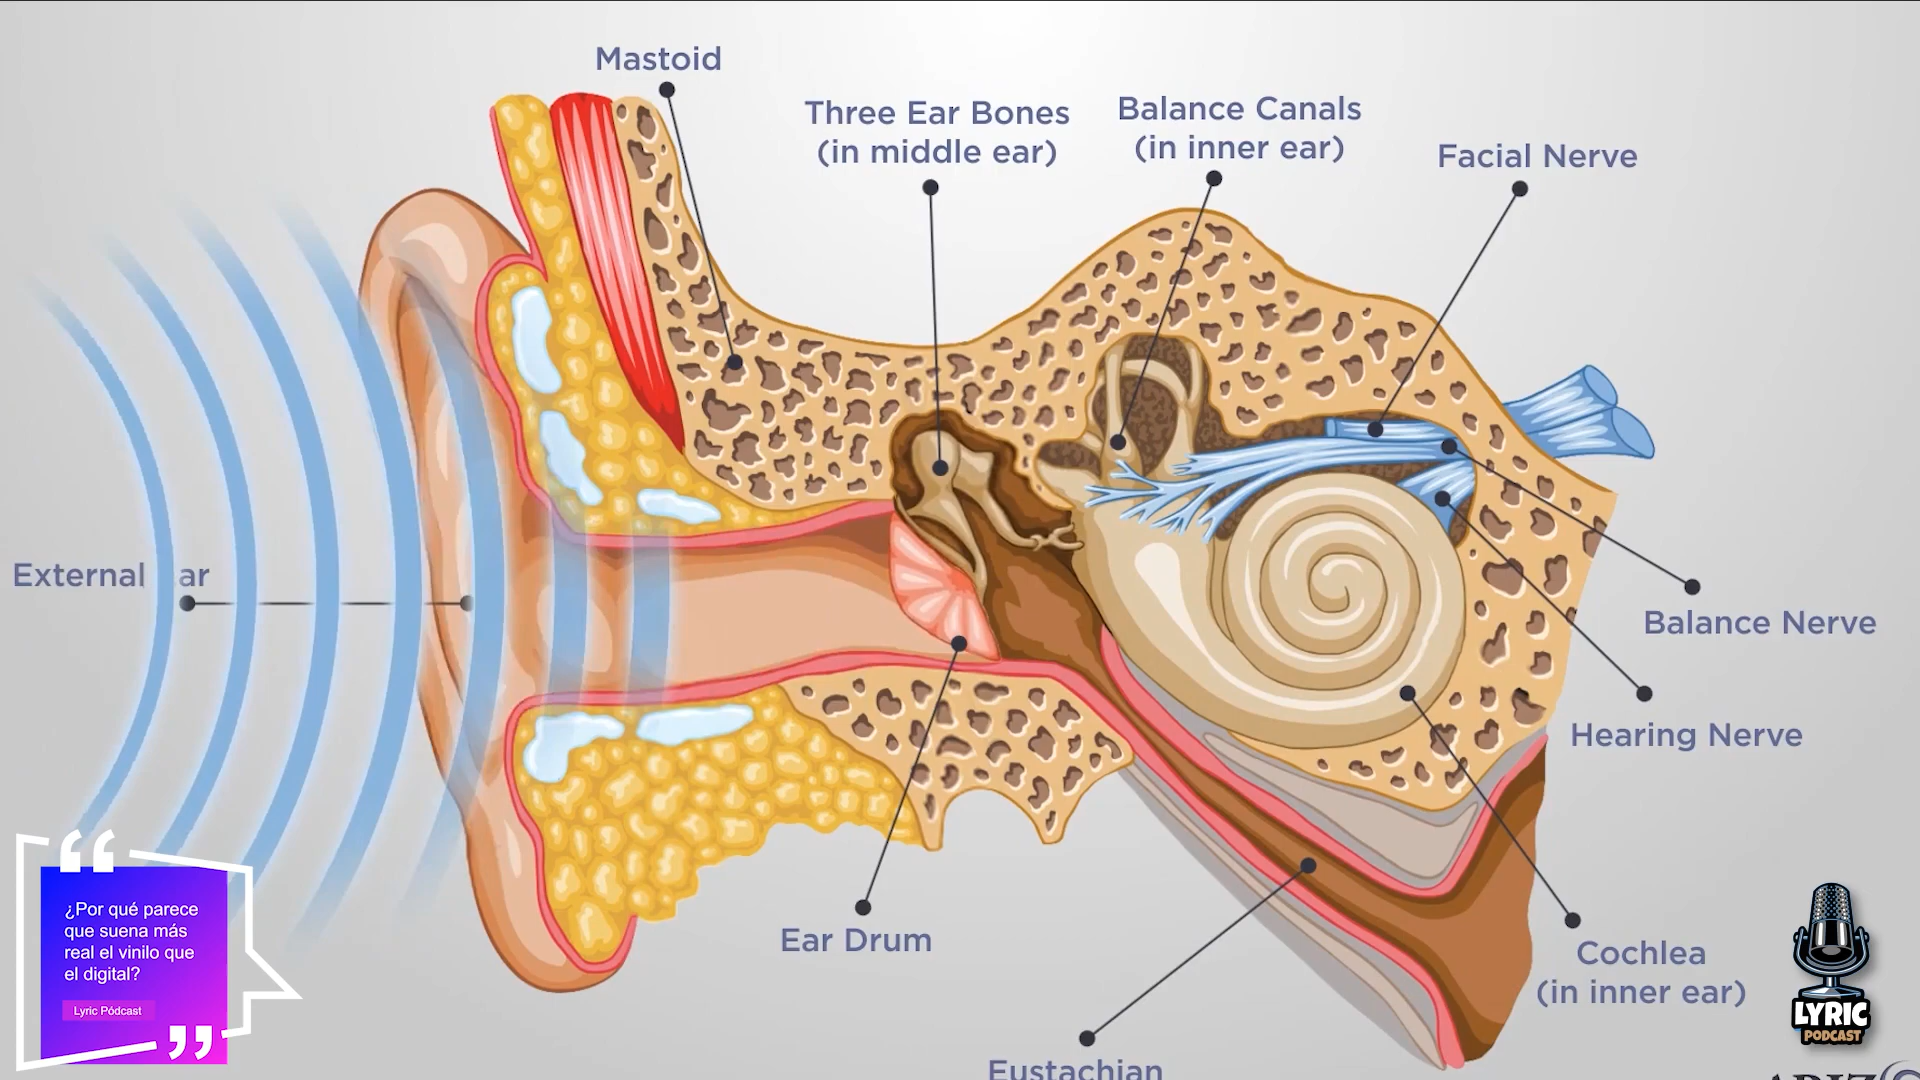 Mastoid
Three Ear Bones
(in middle ear)
Balance Canals
(in inner ear)
Facial Nerve
External ar
Balance Nerve
Hearing Nerve
Ear Drum
Cochlea
(in inner ear)
Eustachian
¿Por qué parece
que suena más
real el vinilo que
el digital?
Lyric Pódcast
LYRIC
PODCAST